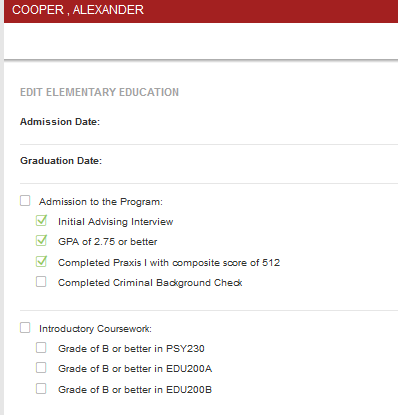 COOPER , ALEXANDER
EDIT ELEMENTARY EDUCATION
Admission Date:
Graduation Date:
Admission to the Program:
Initial Advising Interview
GPA of 2.75 or better
Completed Praxis I with composite score of 512
Completed Criminal Background Check
Introductory Coursework:
Grade of B or better in PSY230
Grade of B or better in EDU200A
Grade of B or better in EDU200B